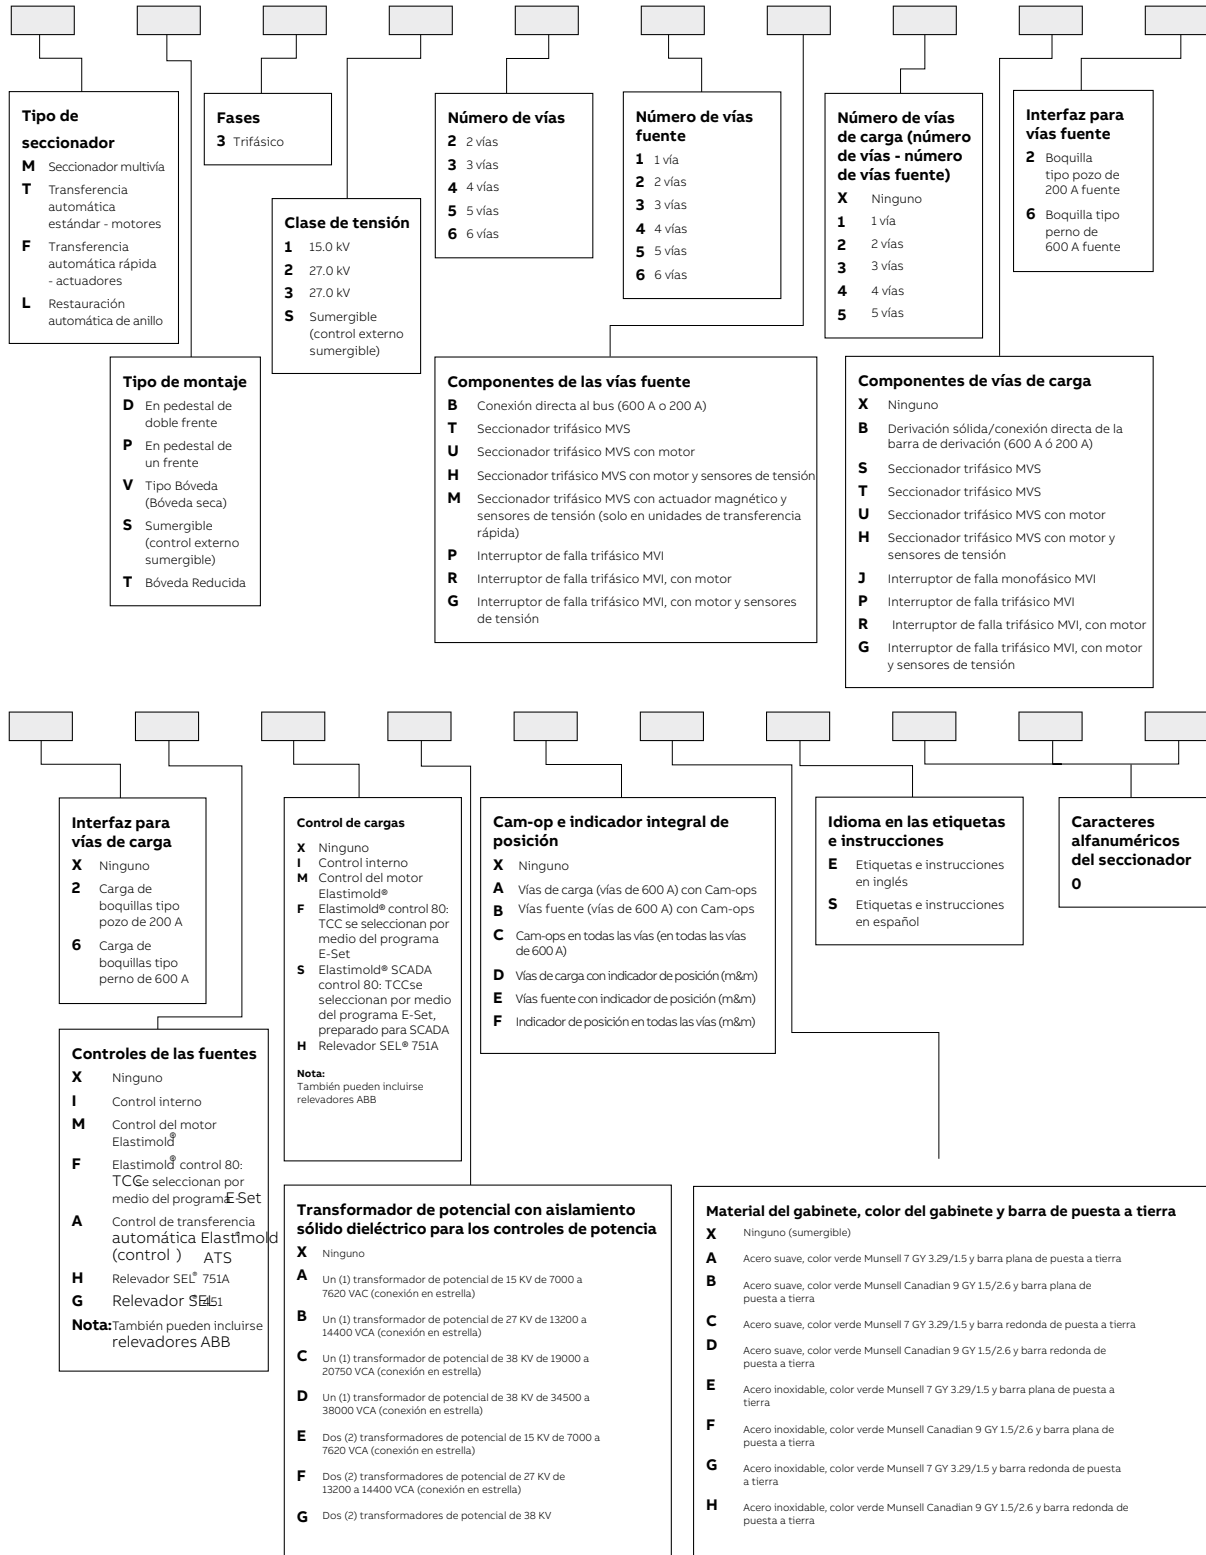 Tipo de
seccionador
M Seccionador multivía
T Transferencia
automática
estándar - motores
F Transferencia
automática rápida
- actuadores
L Restauración
automática de anillo
Tipo de montaje
D En pedestal de
doble frente
P En pedestal de
un frente
V Tipo Bóveda
(Bóveda seca)
S Sumergible
(control externo
sumergible)
T Bóveda Reducida
Fases
3 Trifásico
Clase de tensión
1 15.0 kV
2 27.0 kV
3 27.0 kV
S Sumergible
(control externo
sumergible)
Número de vías
2 2 vías
3 3 vías
4 4 vías
5 5 vías
6 6 vías
Número de vías
fuente
1 1 vía
2 2 vías
3 3 vías
4 4 vías
5 5 vías
6 6 vías
Componentes de las vías fuente
B Conexión directa al bus (600 A o 200 A)
T Seccionador trifásico MVS
U Seccionador trifásico MVS con motor
H Seccionador trifásico MVS con motor y sensores de tensión
M Seccionador trifásico MVS con actuador magnético y
sensores de tensión (solo en unidades de transferencia
rápida)
P Interruptor de falla trifásico MVI
R Interruptor de falla trifásico MVI, con motor
G Interruptor de falla trifásico MVI, con motor y sensores
de tensión
Número de vías
de carga (número
de vías - número
de vías fuente)
X Ninguno
1 1 vía
2 2 vías
3 3 vías
4 4 vías
5 5 vías
Componentes de vías de carga
X Ninguno
B Derivación sólida/conexión directa de la
barra de derivación (600 A ó 200 A)
S Seccionador trifásico MVS
T Seccionador trifásico MVS
U Seccionador trifásico MVS con motor
H Seccionador trifásico MVS con motor y
sensores de tensión
J Interruptor de falla monofásico MVI
P Interruptor de falla trifásico MVI
R Interruptor de falla trifásico MVI, con motor
G Interruptor de falla trifásico MVI, con motor
y sensores de tensión
Interfaz para
vías fuente
2 Boquilla
tipo pozo de
200 A fuente
6 Boquilla tipo
perno de
600 A fuente
Interfaz para
vías de carga
X Ninguno
2 Carga de
boquillas tipo
pozo de 200 A
6 Carga de
boquillas tipo
perno de 600 A
Controles de las fuentes
X Ninguno
I Control interno
M Control del motor
Elastimold®
F Elastimold® control 80:
TCC se seleccionan por
medio del programa E-Set
A Control de transferencia
automática Elastimold®
(control ATS)
H Relevador SEL® 751A
G Relevador SEL® 451
Nota: También pueden incluirse
relevadores ABB
Control de cargas
X Ninguno
I Control interno
M Control del motor
Elastimold®
F Elastimold® control 80:
TCC se seleccionan por
medio del programa
E-Set
S Elastimold® SCADA
control 80: TCCse
seleccionan por medio
del programa E-Set,
preparado para SCADA
H Relevador SEL® 751A
Nota:
También pueden incluirse
relevadores ABB
Transformador de potencial con aislamiento
sólido dieléctrico para los controles de potencia
X Ninguno
A Un (1) transformador de potencial de 15 KV de 7000 a
7620 VAC (conexión en estrella)
B Un (1) transformador de potencial de 27 KV de 13200 a
14400 VCA (conexión en estrella)
C Un (1) transformador de potencial de 38 KV de 19000 a
20750 VCA (conexión en estrella)
D Un (1) transformador de potencial de 38 KV de 34500 a
38000 VCA (conexión en estrella)
E Dos (2) transformadores de potencial de 15 KV de 7000 a
7620 VCA (conexión en estrella)
F Dos (2) transformadores de potencial de 27 KV de
13200 a 14400 VCA (conexión en estrella)
G Dos (2) transformadores de potencial de 38 KV
Cam-op e indicador integral de
posición
X Ninguno
A Vías de carga (vías de 600 A) con Cam-ops
B Vías fuente (vías de 600 A) con Cam-ops
C Cam-ops en todas las vías (en todas las vías
de 600 A)
D Vías de carga con indicador de posición (m&m)
E Vías fuente con indicador de posición (m&m)
F Indicador de posición en todas las vías (m&m)
Material del gabinete, color del gabinete y barra de puesta a tierra
X Ninguno (sumergible)
A Acero suave, color verde Munsell 7 GY 3.29/1.5 y barra plana de puesta a tierra
B Acero suave, color verde Munsell Canadian 9 GY 1.5/2.6 y barra plana de
puesta a tierra
C Acero suave, color verde Munsell 7 GY 3.29/1.5 y barra redonda de puesta a tierra
D Acero suave, color verde Munsell Canadian 9 GY 1.5/2.6 y barra redonda de
puesta a tierra
E Acero inoxidable, color verde Munsell 7 GY 3.29/1.5 y barra plana de puesta a
tierra
F Acero inoxidable, color verde Munsell Canadian 9 GY 1.5/2.6 y barra plana de
puesta a tierra
G Acero inoxidable, color verde Munsell 7 GY 3.29/1.5 y barra redonda de puesta
a tierra
H Acero inoxidable, color verde Munsell Canadian 9 GY 1.5/2.6 y barra redonda de
puesta a tierra
Idioma en las etiquetas
e instrucciones
E Etiquetas e instrucciones
en inglés
S Etiquetas e instrucciones
en español
Caracteres
alfanuméricos
del seccionador
0